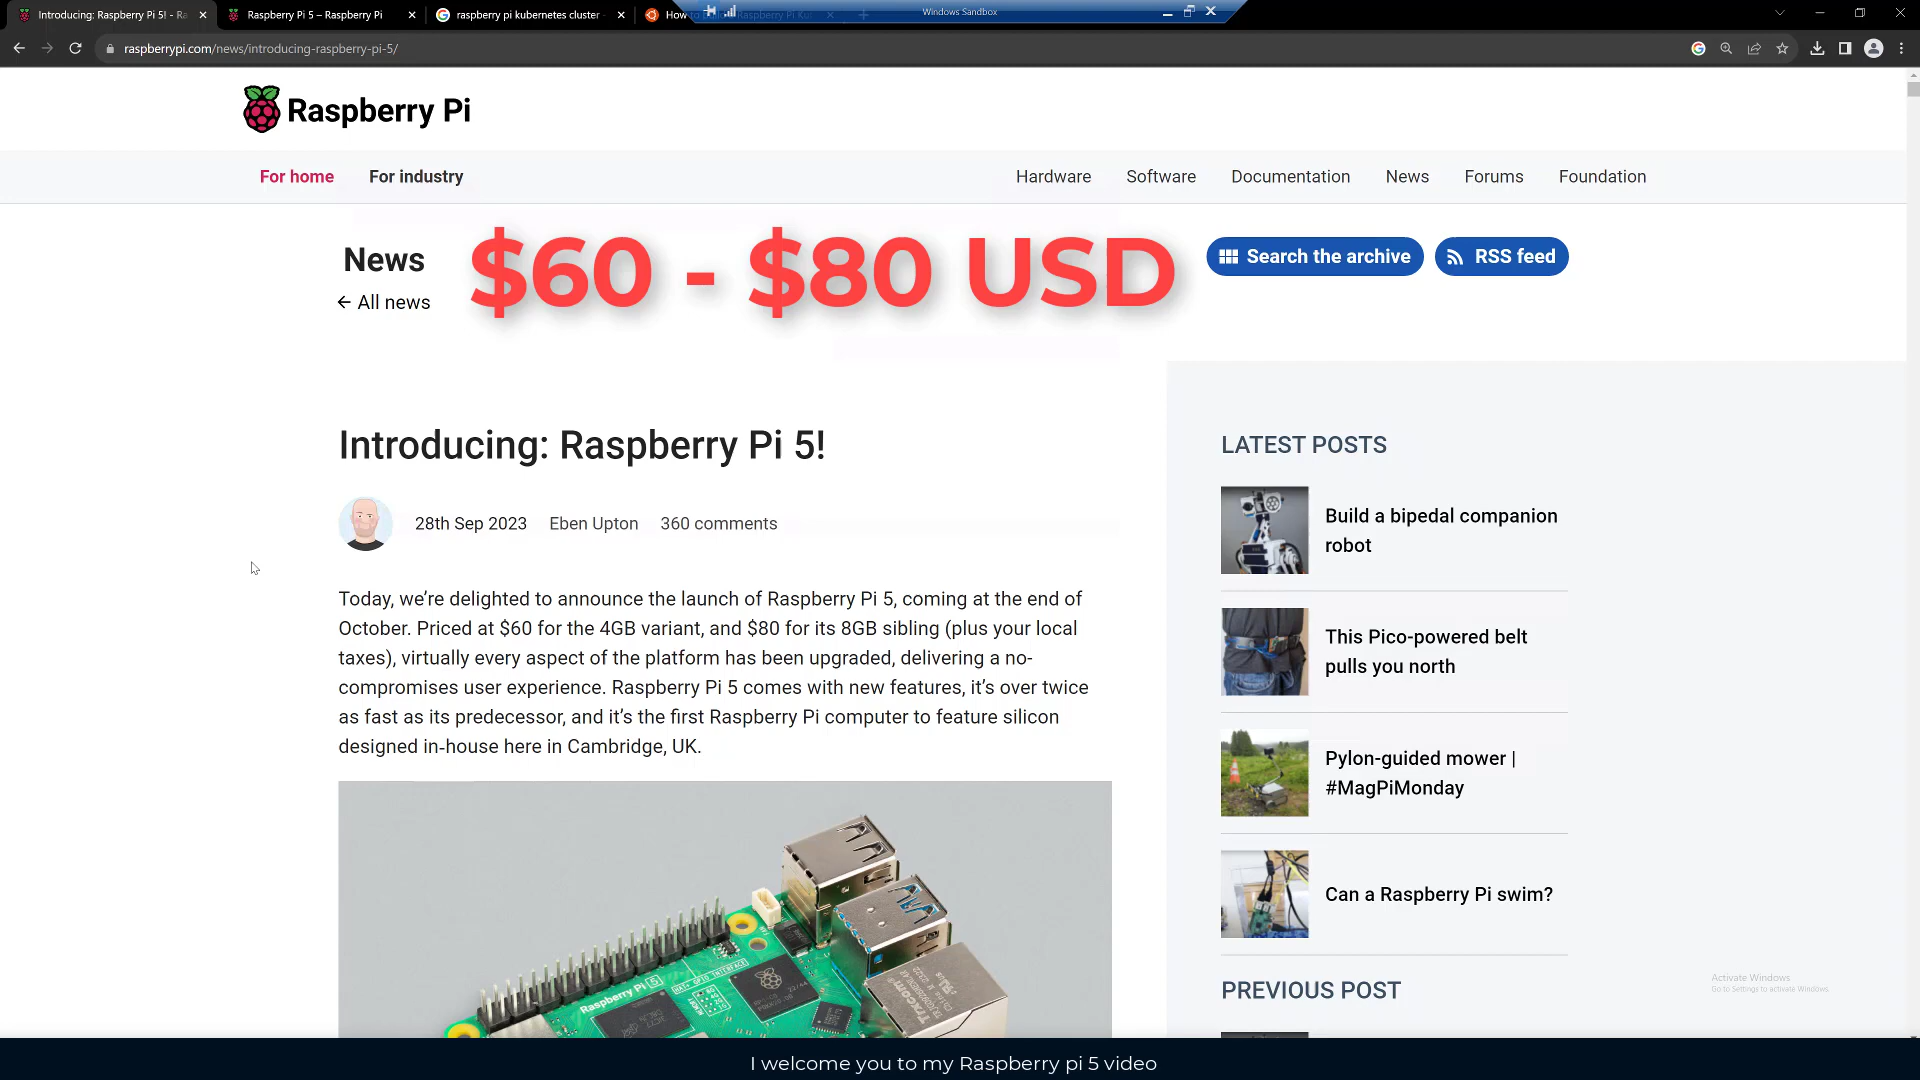 Introducing: Raspberry Pi 5! - Ra
Raspberry Pi 5 – Raspberry Pi
raspberry pi kubernetes cluster -
Windows Sandbox
raspberrypi.com/news/introducing-raspberry-pi-5/
Raspberry Pi
For home
For industry
Hardware
Software
Documentation
News
Forums
Foundation
News
$60 - $80 USD
Search the archive
RSS feed
← All news
Introducing: Raspberry Pi 5!
28th Sep 2023
Eben Upton
360 comments
Today, we’re delighted to announce the launch of Raspberry Pi 5, coming at the end of
October. Priced at $60 for the 4GB variant, and $80 for its 8GB sibling (plus your local
taxes), virtually every aspect of the platform has been upgraded, delivering a no-
compromises user experience. Raspberry Pi 5 comes with new features, it’s over twice
as fast as its predecessor, and it’s the first Raspberry Pi computer to feature silicon
designed in-house here in Cambridge, UK.
Raspberry Pi 5
LATEST POSTS
Build a bipedal companion
robot
This Pico-powered belt
pulls you north
Pylon-guided mower |
#MagPiMonday
Can a Raspberry Pi swim?
PREVIOUS POST
Activate Windows
Go to Settings to activate Windows.
I welcome you to my Raspberry pi 5 video